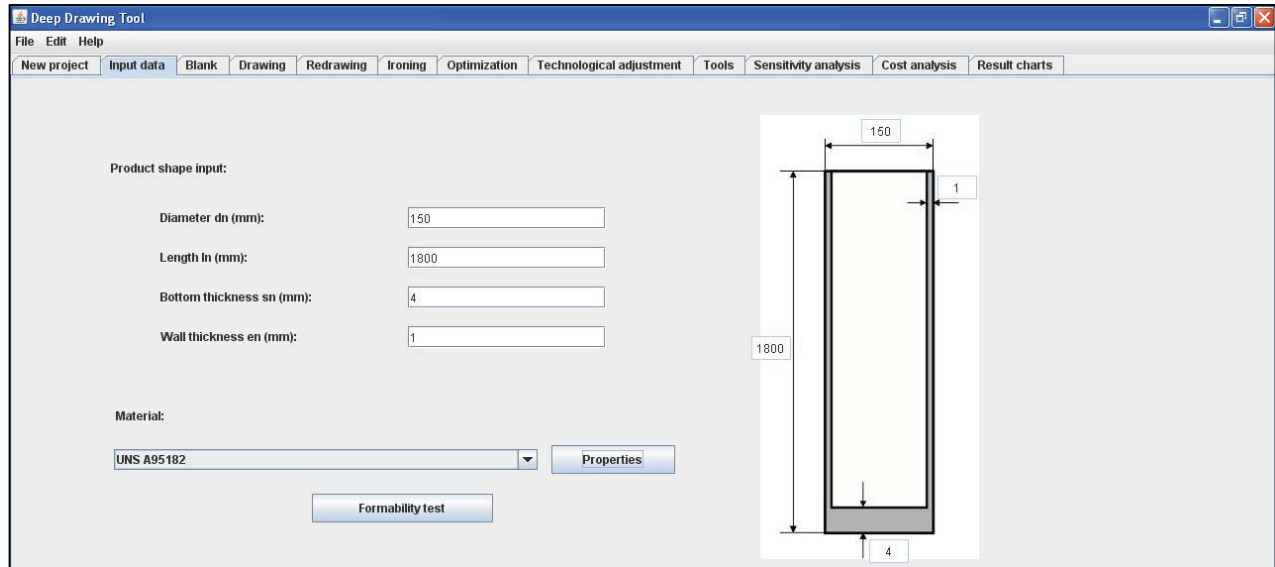 Deep Drawing Tool
File Edit Help
New project Input data Blank Drawing Redrawing Ironing Optimization Technological adjustment Tools Sensitivity analysis Cost analysis Result charts
Product shape input:
Diameter dn (mm): 150
Length ln (mm): 1800
Bottom thickness sn (mm): 4
Wall thickness en (mm): 1
Material:
UNS A95182 Properties
Formability test
150
1
1800
4